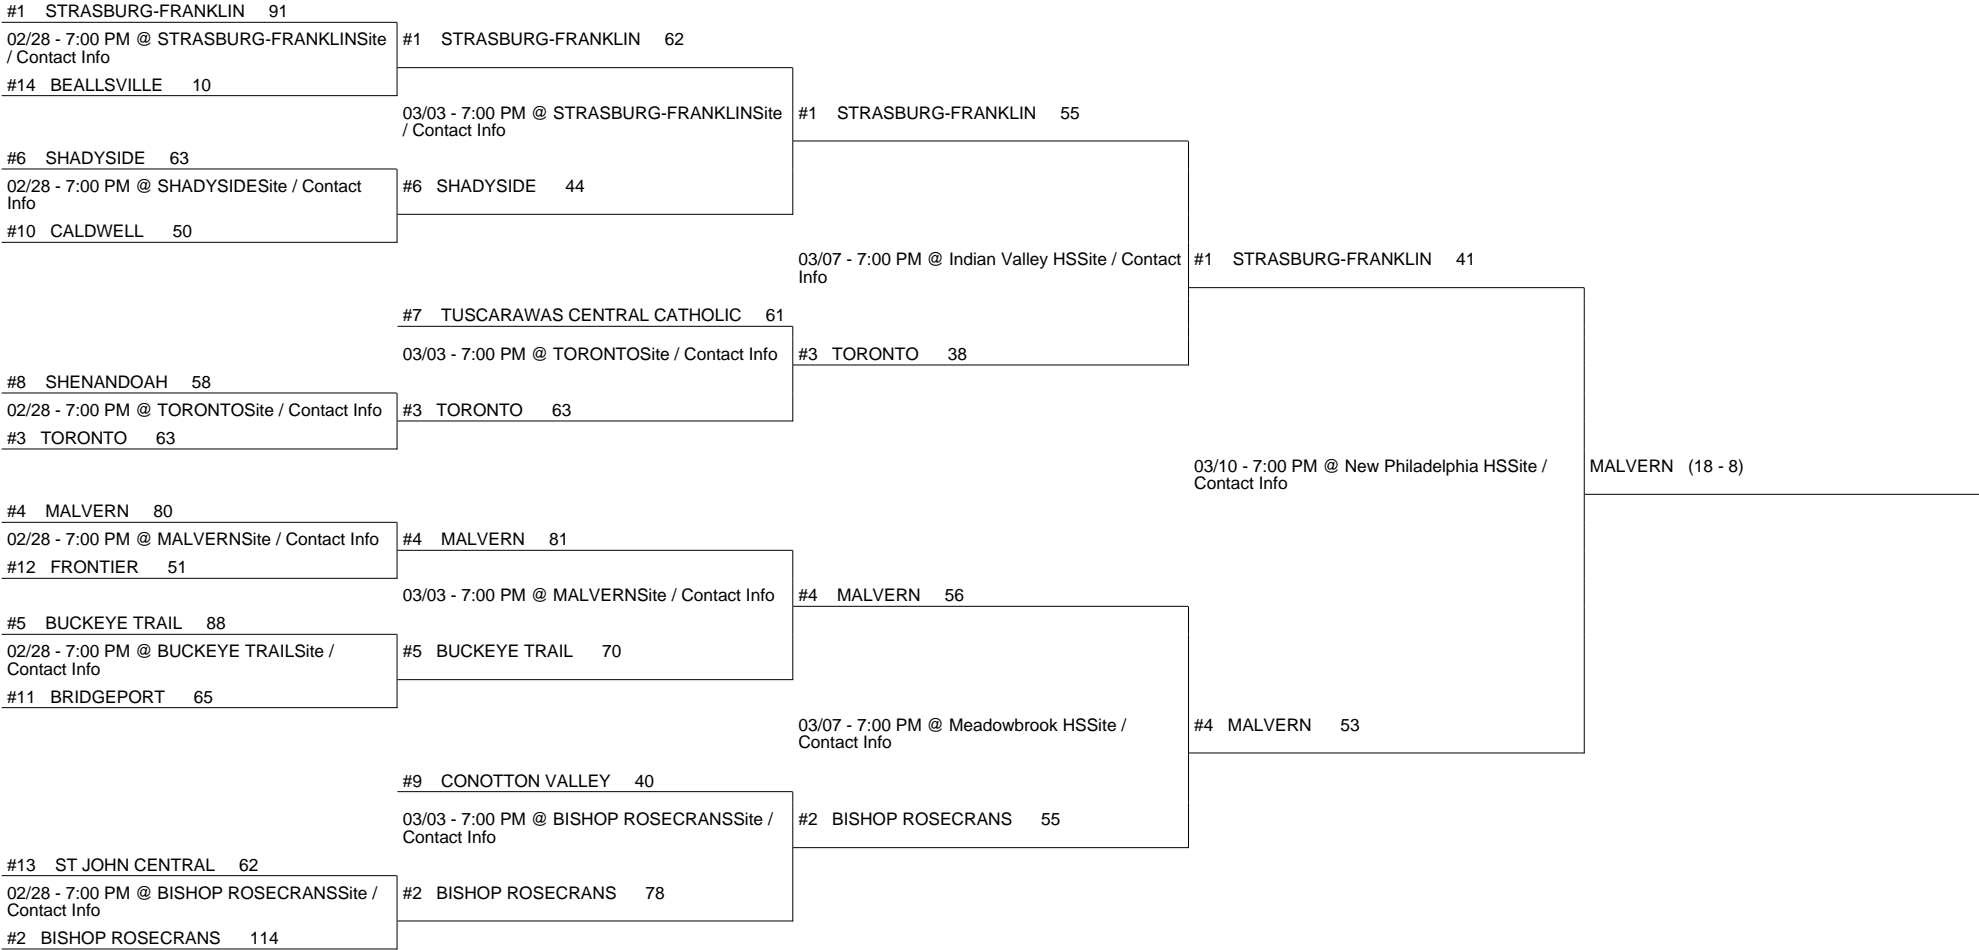 #1 STRASBURG-FRANKLIN 91
02/28 - 7:00 PM @ STRASBURG-FRANKLINSite
/ Contact Info
#14 BEALLSVILLE 10
#6 SHADYSIDE 63
02/28 - 7:00 PM @ SHADYSIDESite / Contact
Info
#10 CALDWELL 50
#8 SHENANDOAH 58
02/28 - 7:00 PM @ TORONTOSite / Contact Info
#3 TORONTO 63
#4 MALVERN 80
02/28 - 7:00 PM @ MALVERNSite / Contact Info
#12 FRONTIER 51
#5 BUCKEYE TRAIL 88
02/28 - 7:00 PM @ BUCKEYE TRAILSite /
Contact Info
#11 BRIDGEPORT 65
#13 ST JOHN CENTRAL 62
02/28 - 7:00 PM @ BISHOP ROSECRANSSite /
Contact Info
#2 BISHOP ROSECRANS 114
#1 STRASBURG-FRANKLIN 62
03/03 - 7:00 PM @ STRASBURG-FRANKLINSite
/ Contact Info
#6 SHADYSIDE 44
#7 TUSCARAWAS CENTRAL CATHOLIC 61
03/03 - 7:00 PM @ TORONTOSite / Contact Info
#3 TORONTO 63
#4 MALVERN 81
03/03 - 7:00 PM @ MALVERNSite / Contact Info
#5 BUCKEYE TRAIL 70
#9 CONOTTON VALLEY 40
03/03 - 7:00 PM @ BISHOP ROSECRANSSite /
Contact Info
#2 BISHOP ROSECRANS 78
#1 STRASBURG-FRANKLIN 55
03/07 - 7:00 PM @ Indian Valley HSSite / Contact
Info
#3 TORONTO 38
#4 MALVERN 56
03/07 - 7:00 PM @ Meadowbrook HSSite /
Contact Info
#2 BISHOP ROSECRANS 55
#1 STRASBURG-FRANKLIN 41
03/10 - 7:00 PM @ New Philadelphia HSSite /
Contact Info
#4 MALVERN 53
MALVERN (18 - 8)